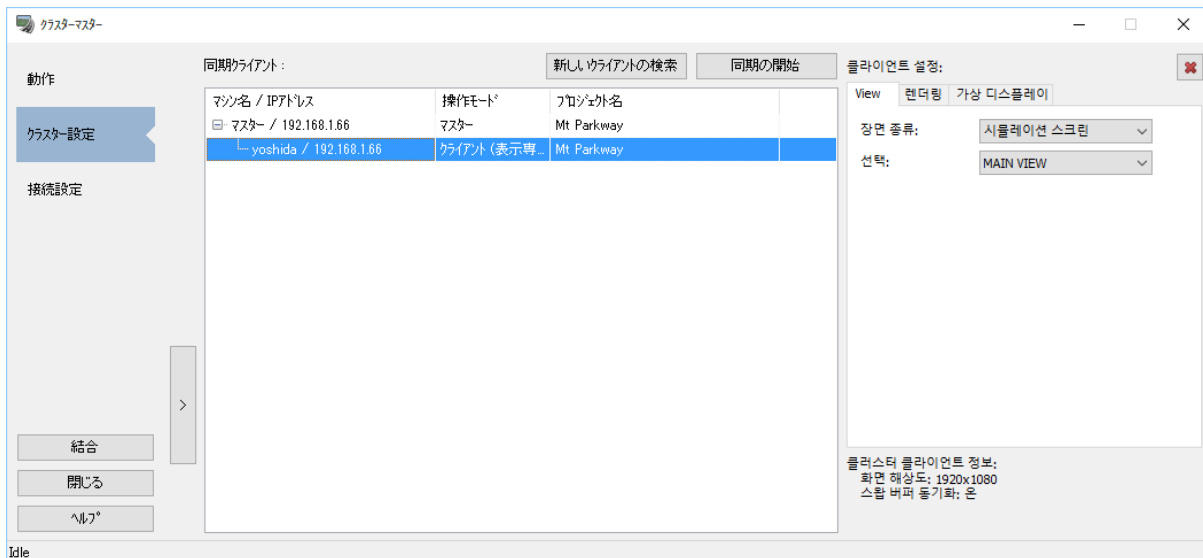 クラスターマスター
動作
クラスター設定
接続設定
結合
閉じる
ヘルプ
同期クライアント :
新しいクライアントの検索
同期の開始
マシン名 / IPアドレス 操作モード プロジェクト名
マスター / 192.168.1.66 マスター Mt Parkway
yoshida / 192.168.1.66 クライアント (表示専... Mt Parkway
>
클라이언트 설정:
View 렌더링 가상 디스플레이
장면 종류: 시뮬레이션 스크린
선택: MAIN VIEW
클러스터 클라이언트 정보:
화면 해상도: 1920x1080
스왑 버퍼 동기화: 온
Idle